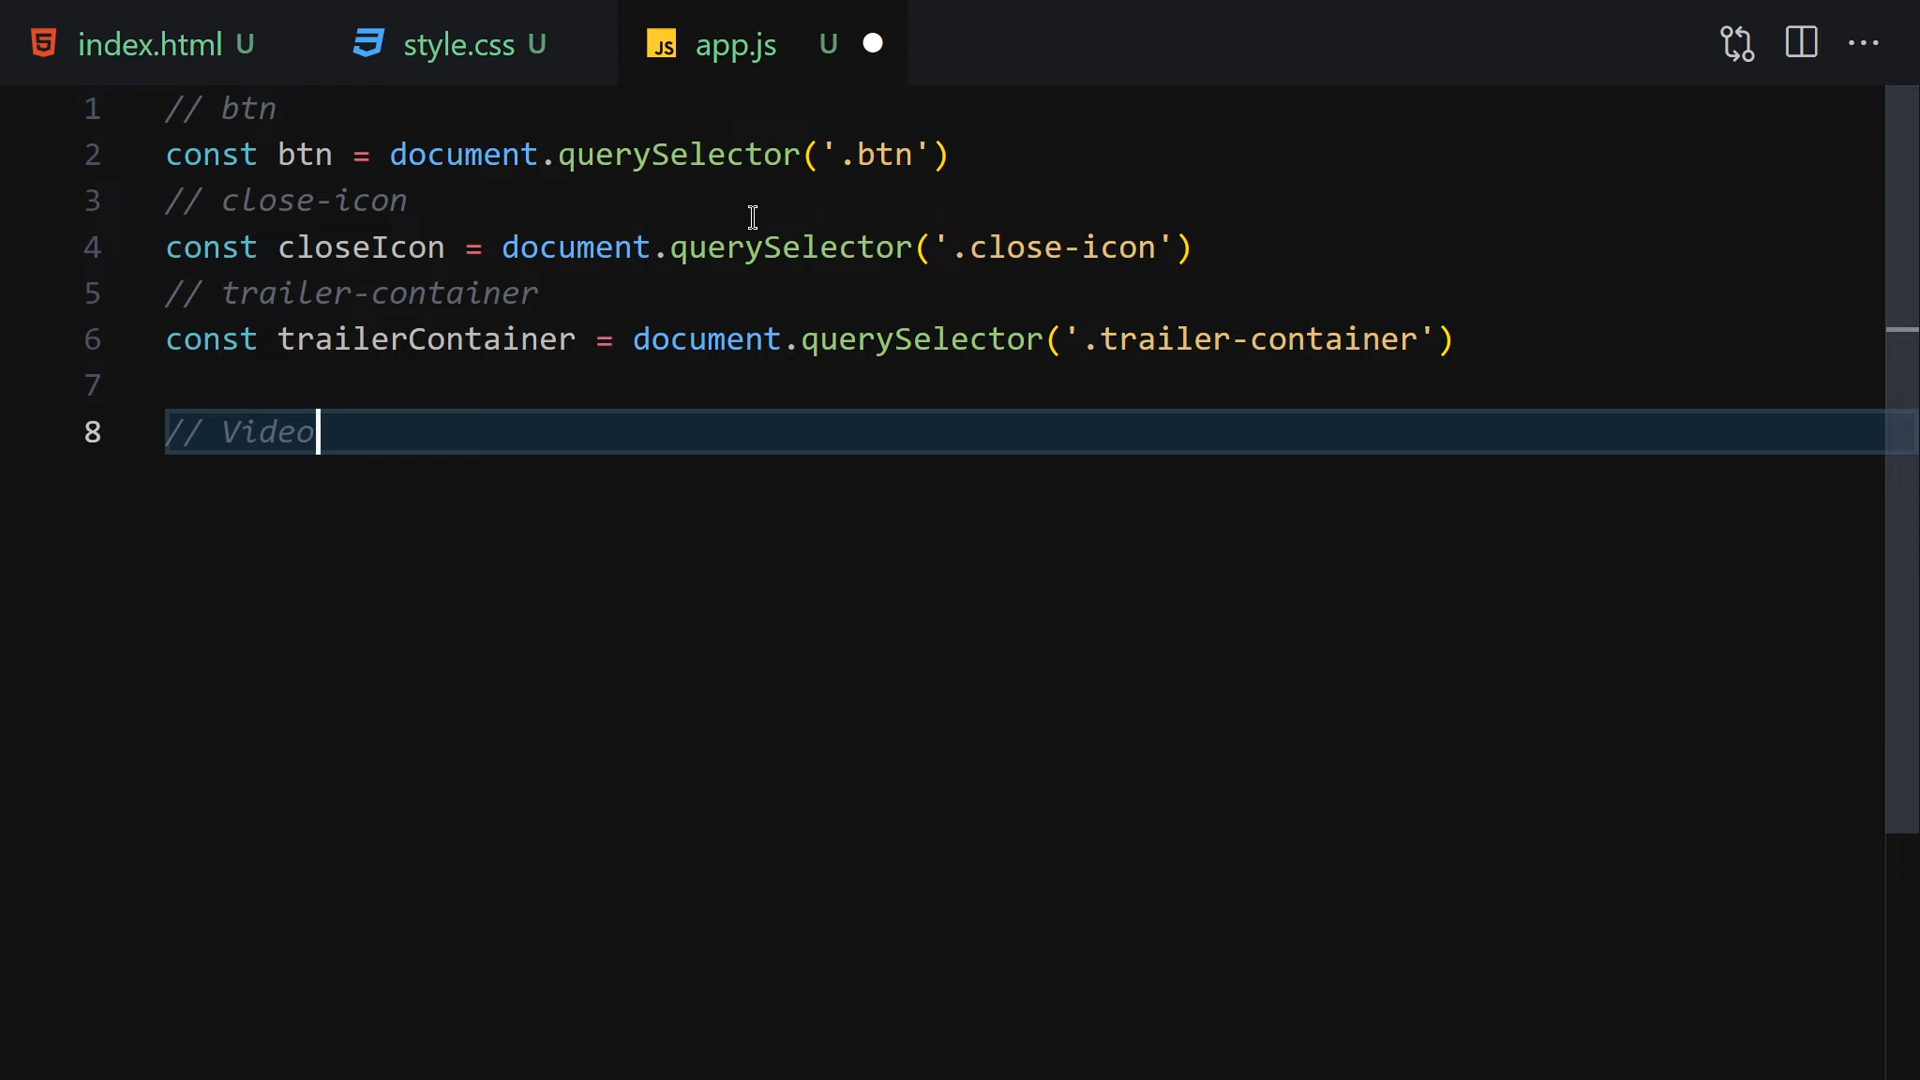 index.html U style.css U JS app.js U
1 // btn
2 const btn = document.querySelector('.btn')
3 // close-icon
4 const closeIcon = document.querySelector('.close-icon')
5 // trailer-container
6 const trailerContainer = document.querySelector('.trailer-container')
7
8 // Video